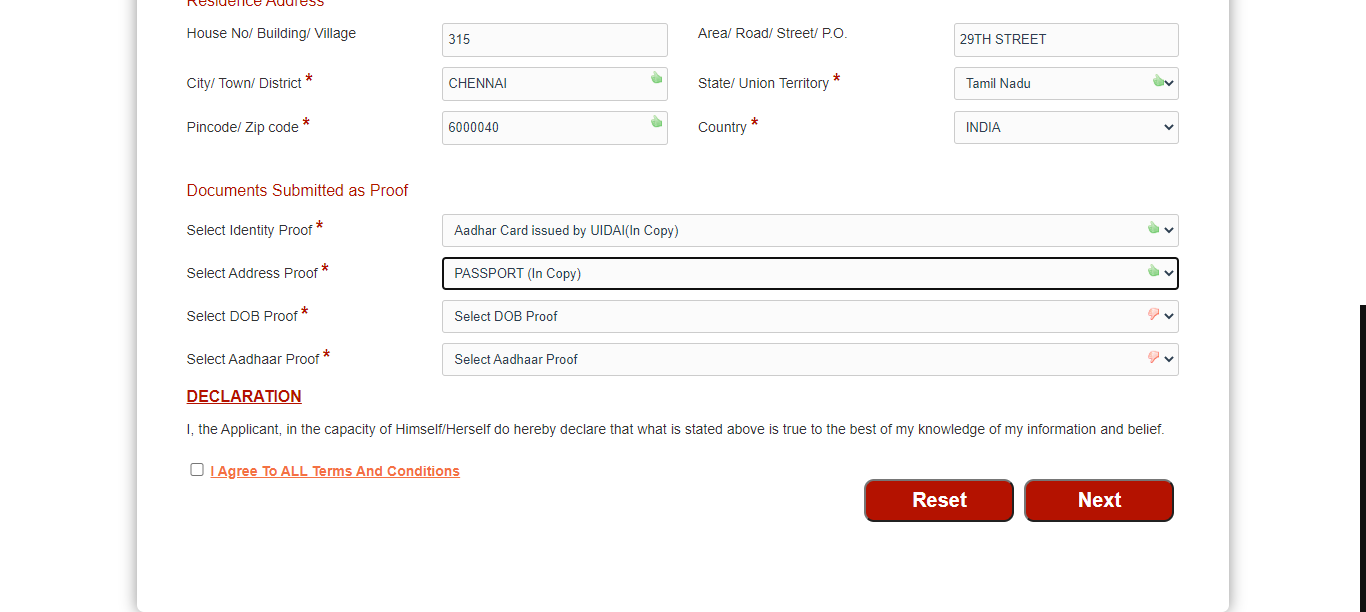 Residence Address
House No/ Building/ Village 315 Area/ Road/ Street/ P.O. 29TH STREET
City/ Town/ District * CHENNAI State/ Union Territory * Tamil Nadu
Pincode/ Zip code * 6000040 Country * INDIA
Documents Submitted as Proof
Select Identity Proof * Aadhar Card issued by UIDAI(In Copy)
Select Address Proof * PASSPORT (In Copy)
Select DOB Proof * Select DOB Proof
Select Aadhaar Proof * Select Aadhaar Proof
DECLARATION
I, the Applicant, in the capacity of Himself/Herself do hereby declare that what is stated above is true to the best of my knowledge of my information and belief.
I Agree To ALL Terms And Conditions
Reset Next